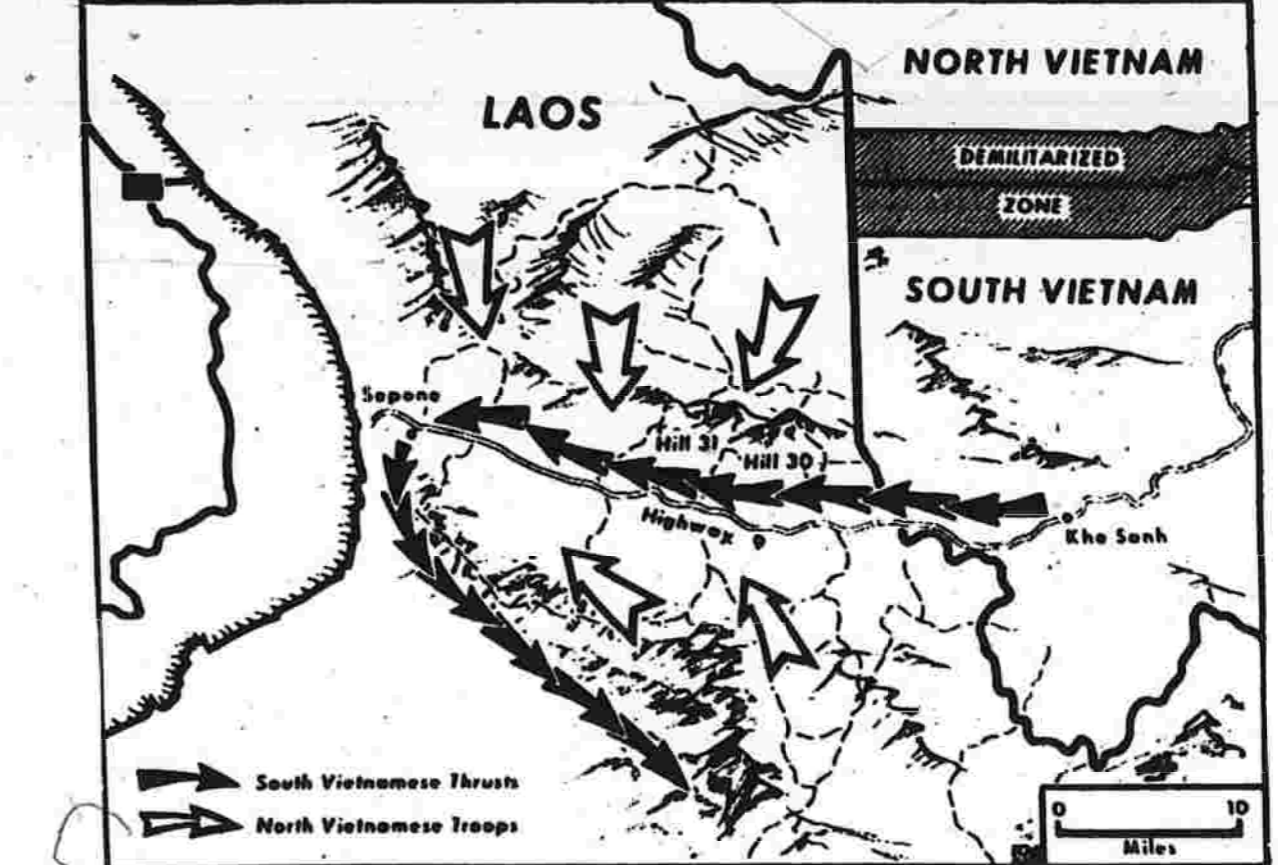 NORTH VIETNAM
LAOS
DEMILITARIZED
ZONE
SOUTH VIETNAM
Sepone
Hill 31
Hill 30
Highway 9
Khe Sanh
South Vietnamese Thrusts
North Vietnamese Troops
0 10
Miles